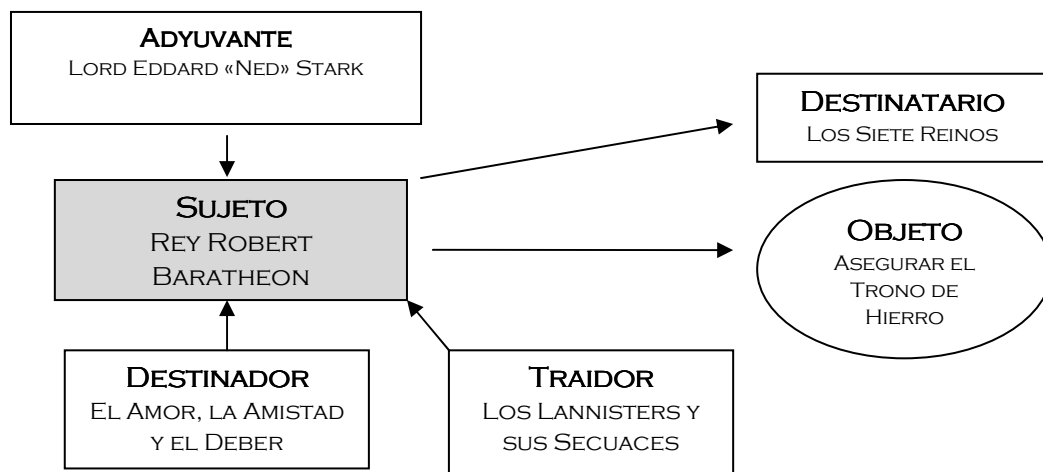 Adyuvante
Lord Eddard «Ned» Stark
Destinatario
Los Siete Reinos
Sujeto
Rey Robert
Baratheon
Objeto
Asegurar el
Trono de
Hierro
Destinador
El Amor, la Amistad
y el Deber
Traidor
Los Lannisters y
sus Secuaces